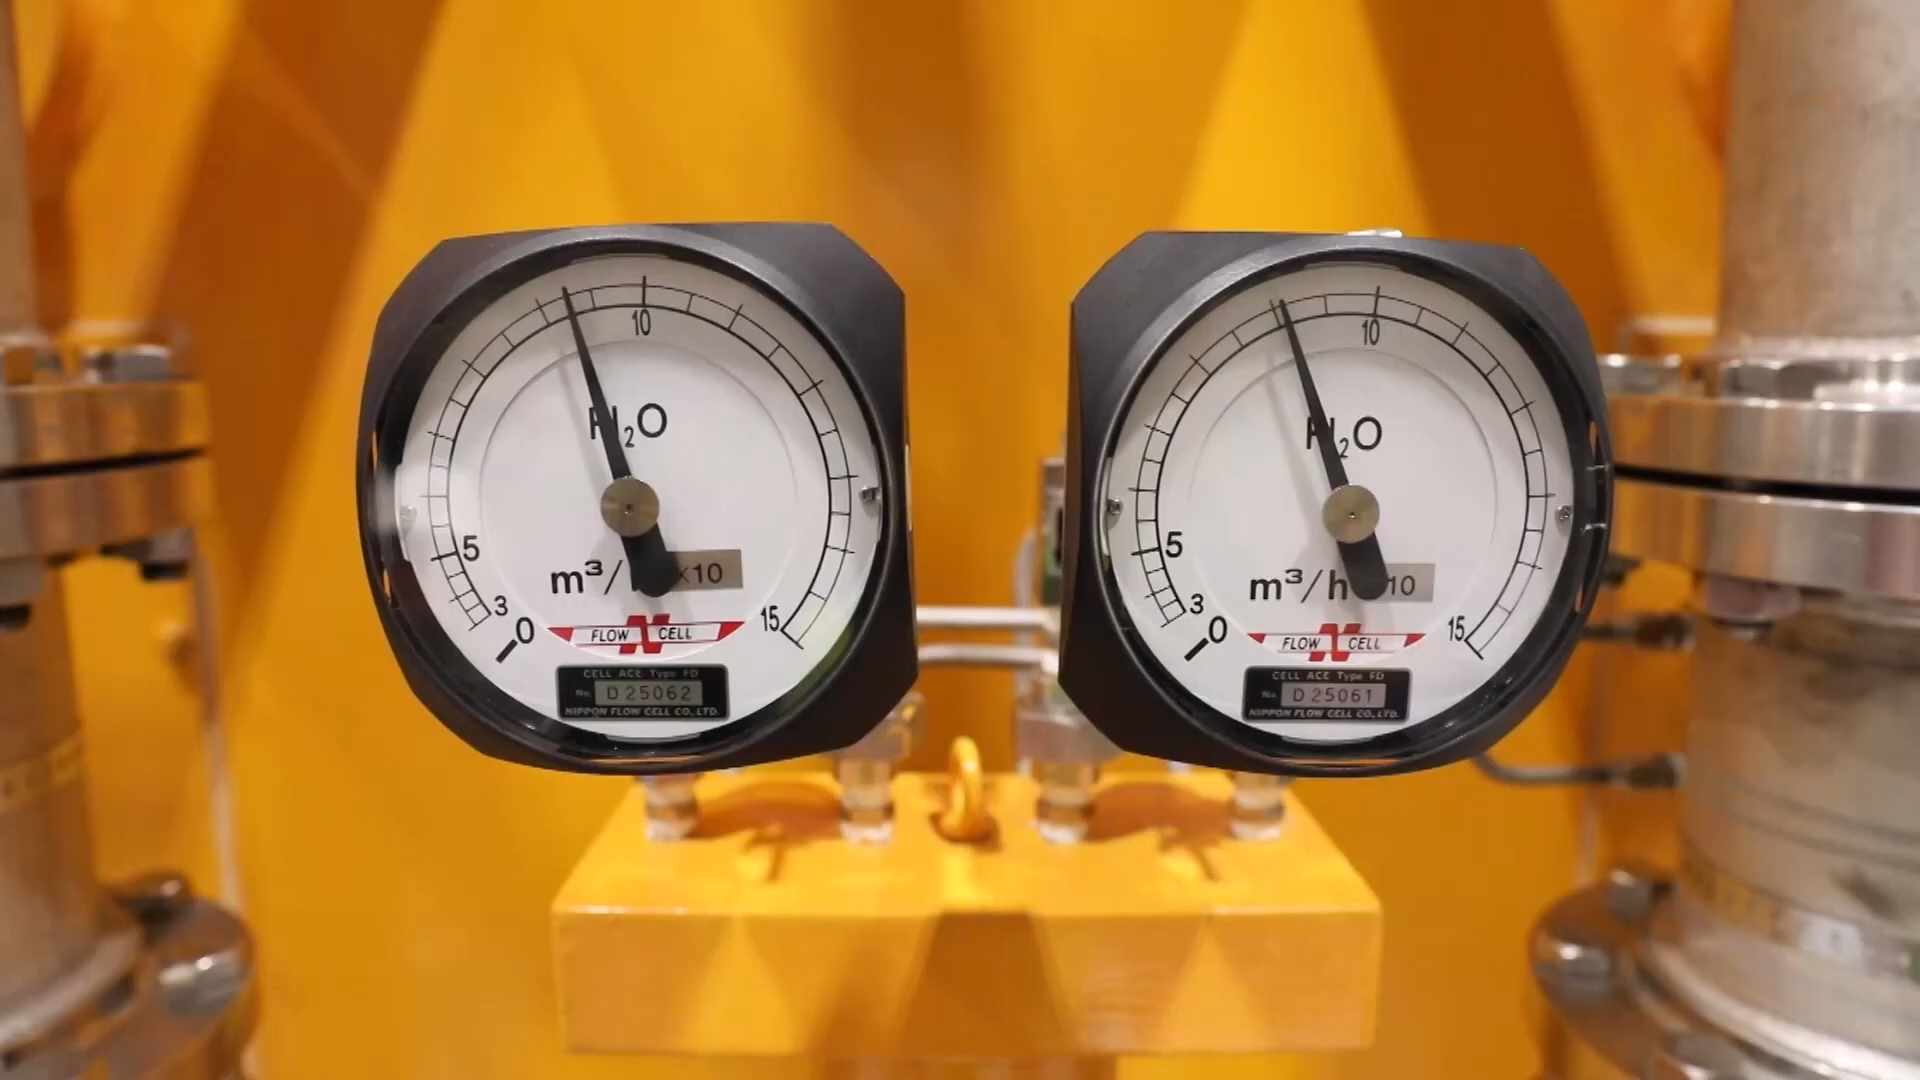 10
H₂O
5
m³/ x10
3
0
15
FLOW N CELL
CELL ACE Type FD
No. D25062
NIPPON FLOW CELL CO., LTD.
10
H₂O
5
m³/h 10
3
0
15
FLOW N CELL
CELL ACE Type FD
No. D25061
NIPPON FLOW CELL CO., LTD.